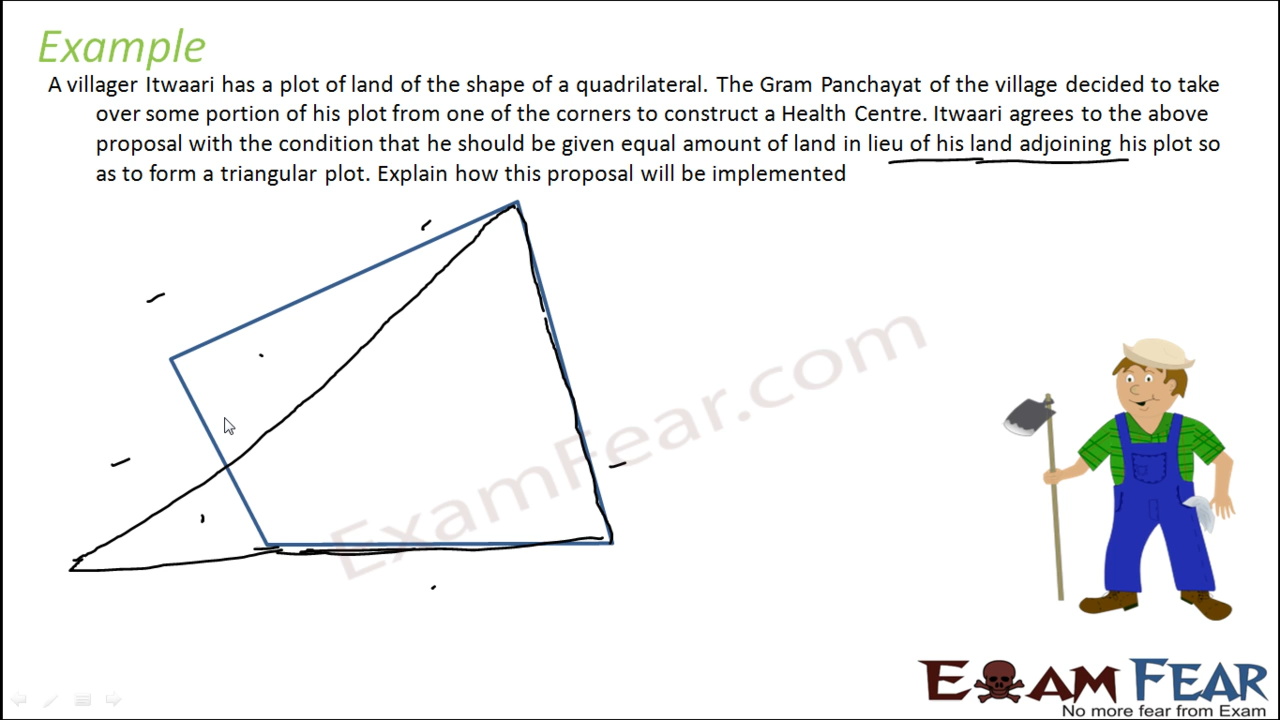 Example
A villager Itwaari has a plot of land of the shape of a quadrilateral. The Gram Panchayat of the village decided to take
over some portion of his plot from one of the corners to construct a Health Centre. Itwaari agrees to the above
proposal with the condition that he should be given equal amount of land in lieu of his land adjoining his plot so
as to form a triangular plot. Explain how this proposal will be implemented
ExamFear.com
EXAM FEAR
No more fear from Exam